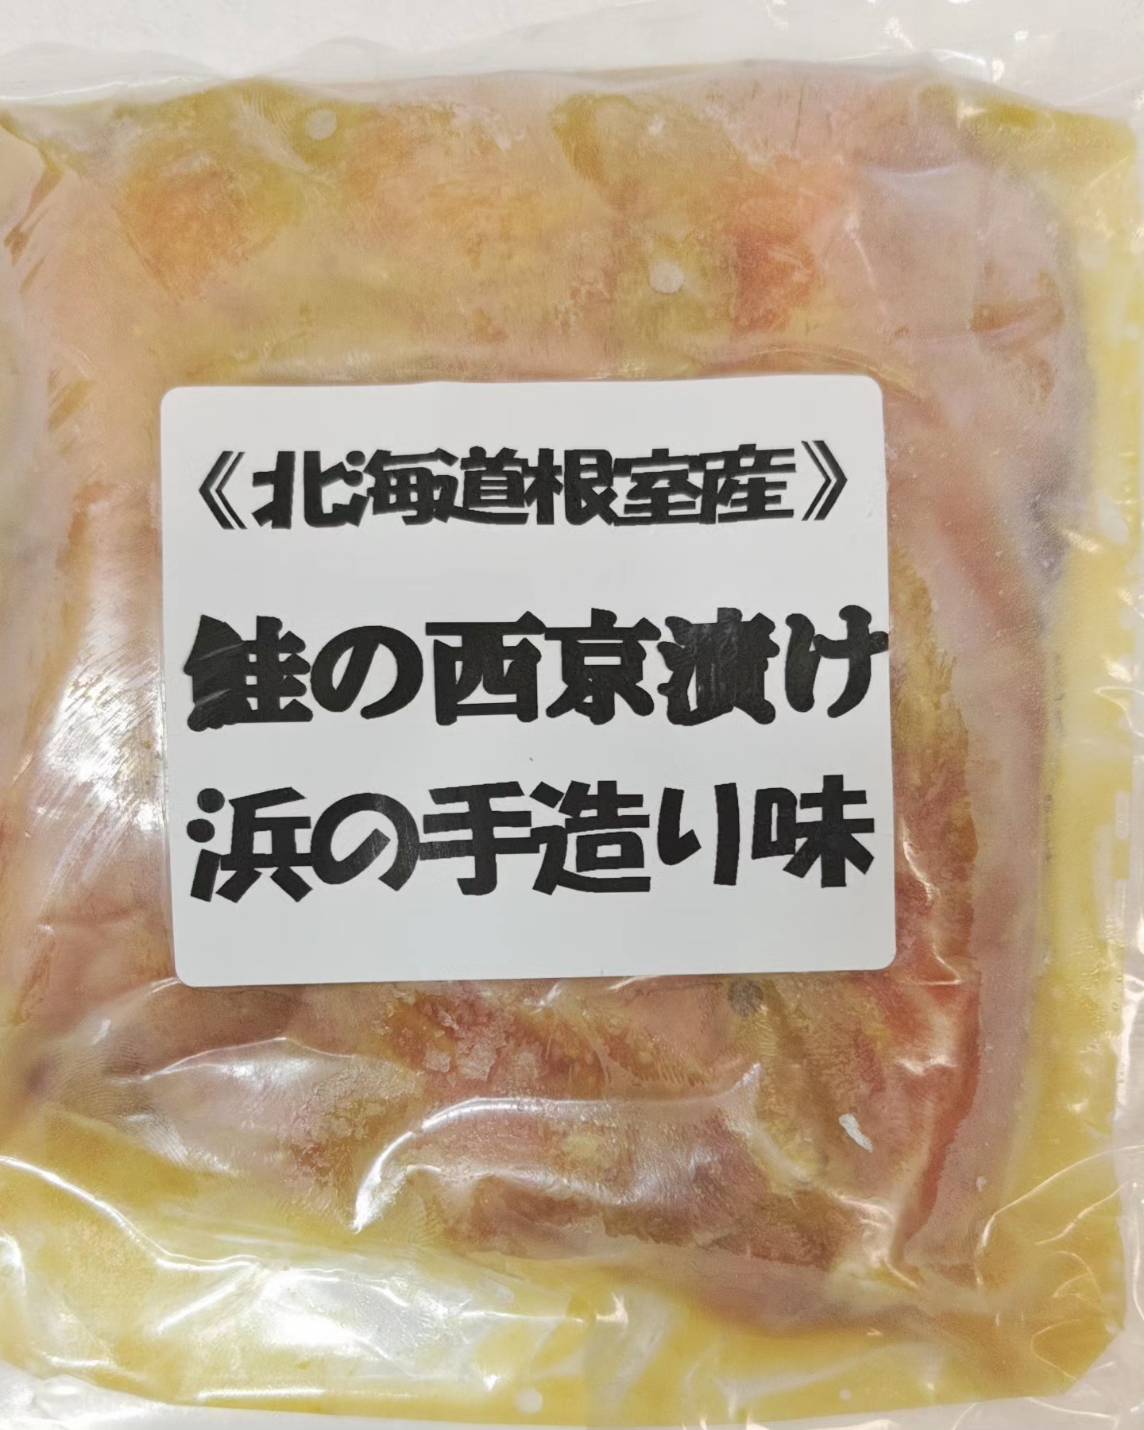 《北海道根室産》
鮭の西京漬け
浜の手造り味